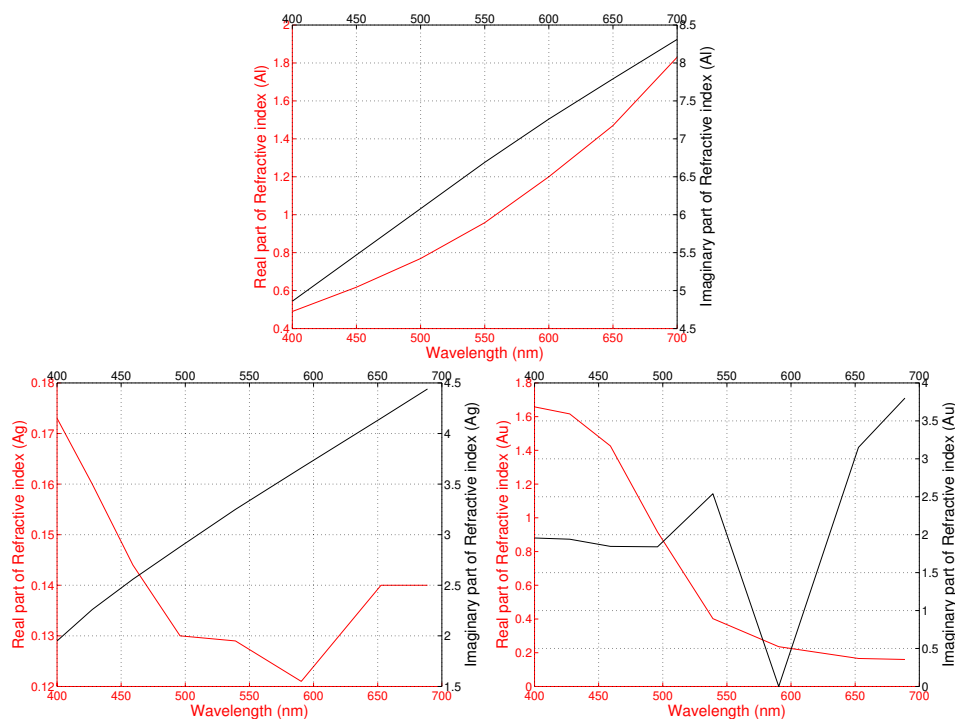 400 450 500 550 600 650 700
2 8.5
1.8 8
1.6 7.5
1.4 7
1.2 6.5
1 6
0.8 5.5
0.6 5
0.4 4.5
400 450 500 550 600 650 700
Real part of Refractive index (Al)
Imaginary part of Refractive index (Al)
Wavelength (nm)
400 450 500 550 600 650 700
0.18 4.5
0.17 4
0.16 3.5
0.15 3
0.14 2.5
0.13 2
0.12 1.5
400 450 500 550 600 650 700
Real part of Refractive index (Ag)
Imaginary part of Refractive index (Ag)
Wavelength (nm)
400 450 500 550 600 650 700
1.8 4
1.6 3.5
1.4 3
1.2 2.5
1 2
0.8 1.5
0.6 1
0.4 0.5
0.2 0
0
400 450 500 550 600 650 700
Real part of Refractive index (Au)
Imaginary part of Refractive index (Au)
Wavelength (nm)